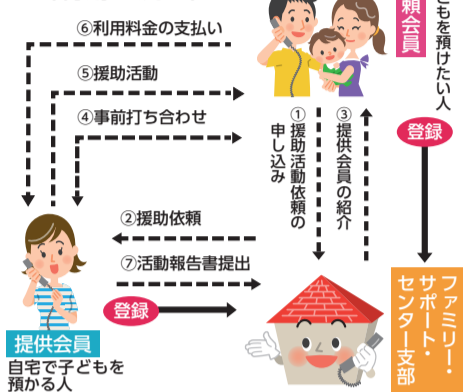 ⑥利用料金の支払い
⑤援助活動
④事前打ち合わせ
頼会員
どもを預けたい人
登録
①援助活動依頼の
申し込み
③提供会員の紹介
②援助依頼
⑦活動報告書提出
登録
提供会員
自宅で子どもを
預かる人
ファミリー・
サポート・
センター支部